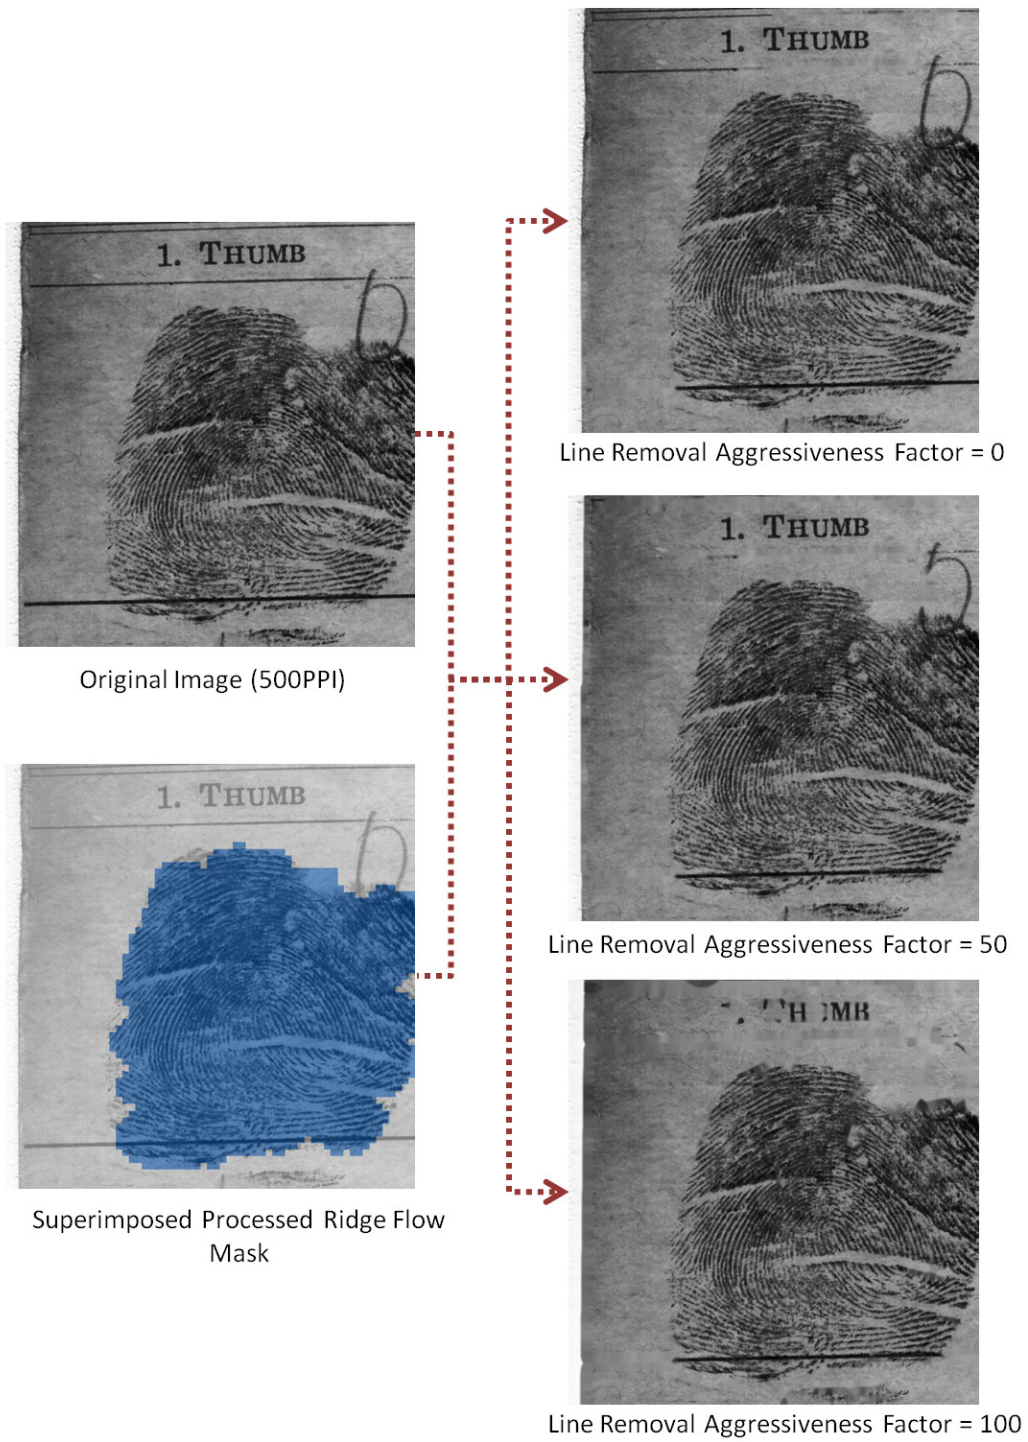 1. THUMB
Original Image (500PPI)
1. THUMB
Superimposed Processed Ridge Flow
Mask
1. THUMB
Line Removal Aggressiveness Factor = 0
1. THUMB
Line Removal Aggressiveness Factor = 50
Line Removal Aggressiveness Factor = 100